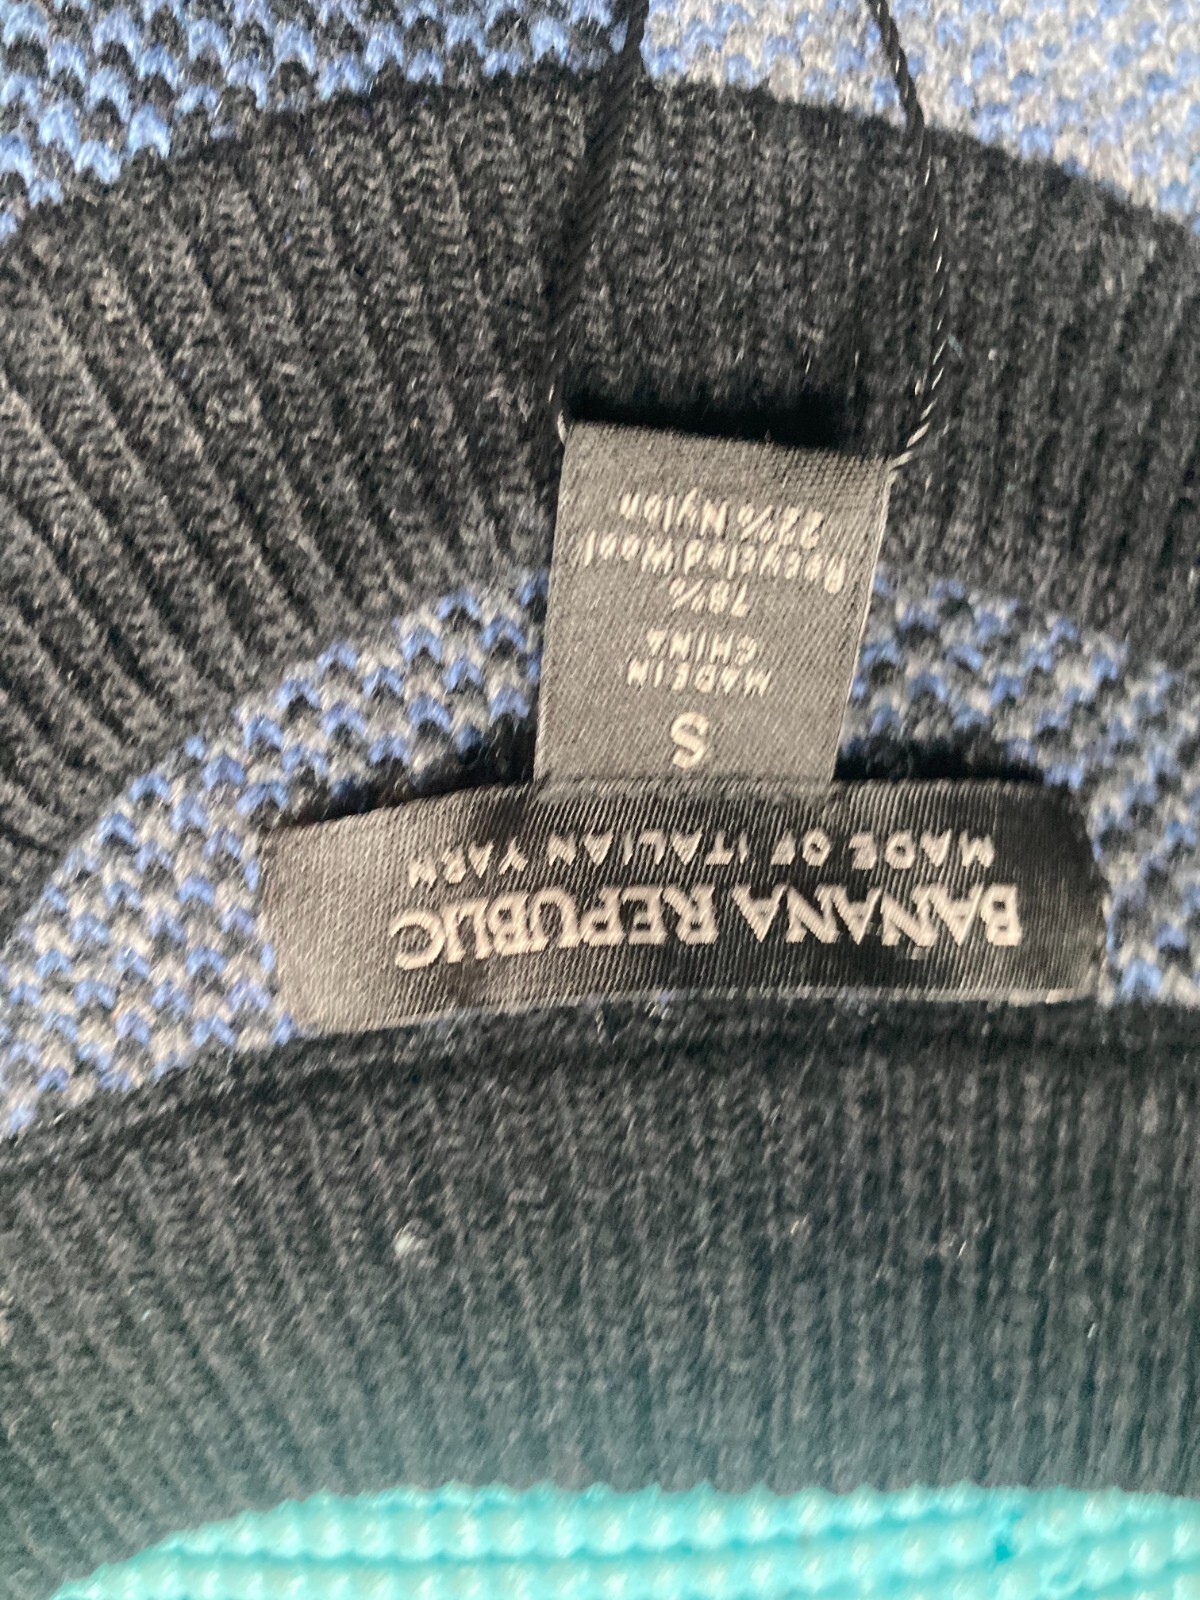 BANANA REPUBLIC
MADE OF ITALIAN YARN
S
MADE IN
CHINA
78%
Recycled Wool
22% Nylon